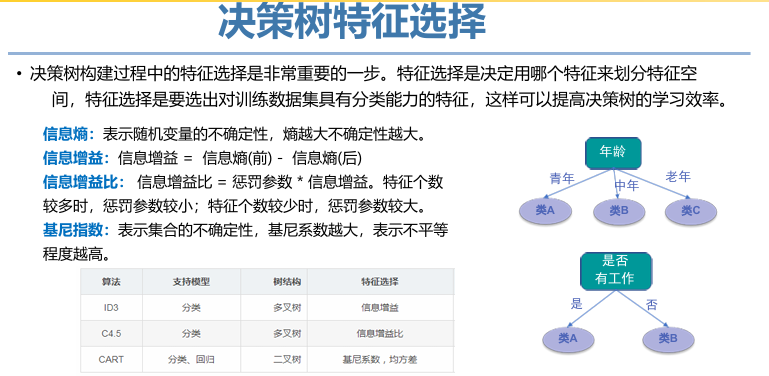 决策树特征选择
• 决策树构建过程中的特征选择是非常重要的一步。特征选择是决定用哪个特征来划分特征空
间，特征选择是要选出对训练数据集具有分类能力的特征，这样可以提高决策树的学习效率。
信息熵：表示随机变量的不确定性，熵越大不确定性越大。
信息增益：信息增益 = 信息熵(前) - 信息熵(后)
信息增益比： 信息增益比 = 惩罚参数 * 信息增益。特征个数
较多时，惩罚参数较小；特征个数较少时，惩罚参数较大。
基尼指数：表示集合的不确定性，基尼系数越大，表示不平等
程度越高。
算法 支持模型 树结构 特征选择
ID3 分类 多叉树 信息增益
C4.5 分类 多叉树 信息增益比
CART 分类、回归 二叉树 基尼系数，均方差
年龄
青年 中年 老年
类A 类B 类C
是否
有工作
是 否
类A 类B